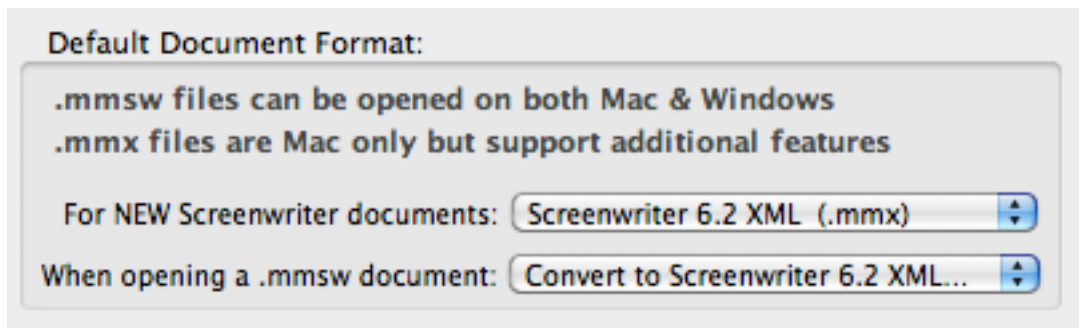 Default Document Format:
.mmsw files can be opened on both Mac & Windows
.mmx files are Mac only but support additional features
For NEW Screenwriter documents: Screenwriter 6.2 XML (.mmx)
When opening a .mmsw document: Convert to Screenwriter 6.2 XML...